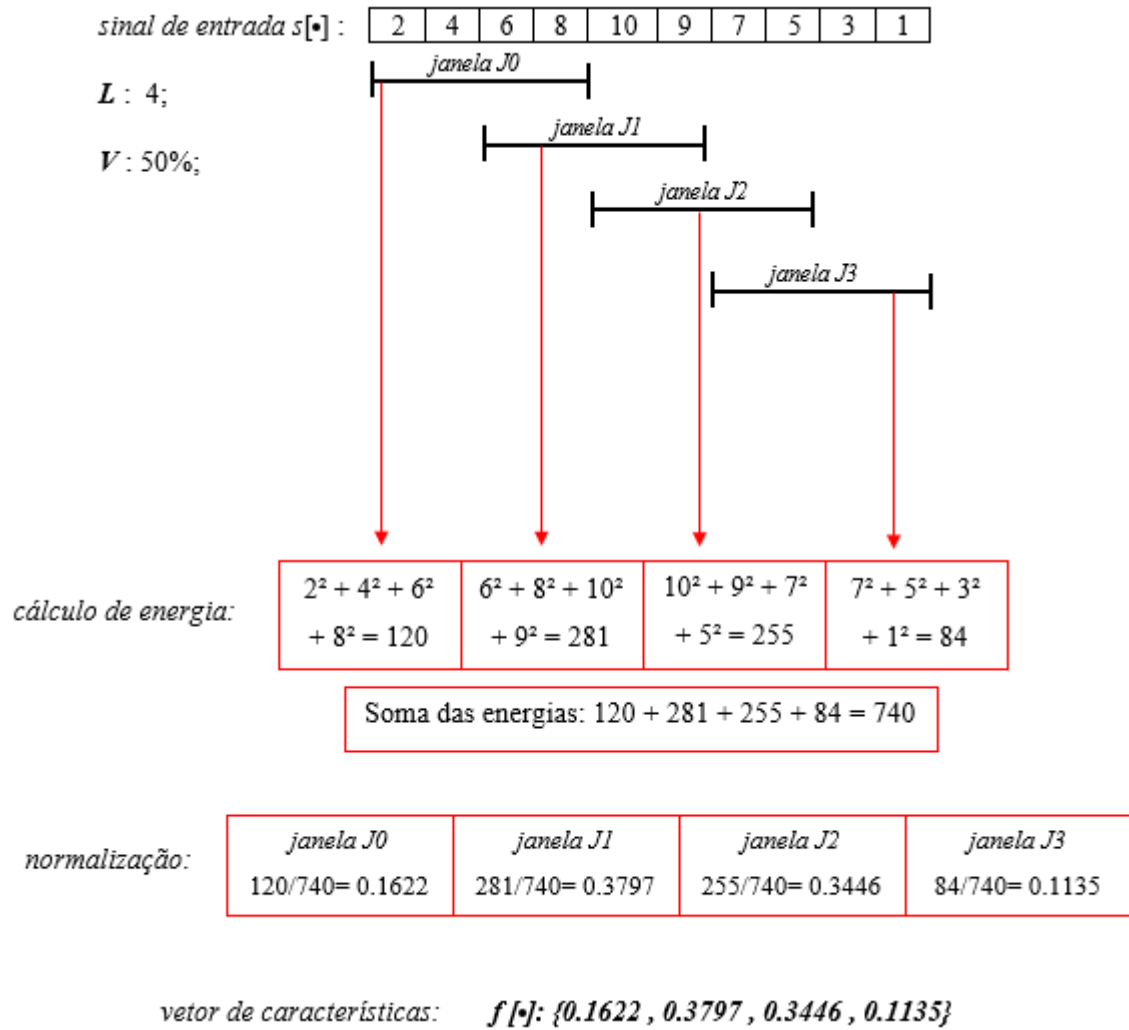 sinal de entrada s[•] : 2 4 6 8 10 9 7 5 3 1
janela J0
L : 4;
janela J1
V : 50%;
janela J2
janela J3
cálculo de energia:
2² + 4² + 6²
+ 8² = 120
6² + 8² + 10²
+ 9² = 281
10² + 9² + 7²
+ 5² = 255
7² + 5² + 3²
+ 1² = 84
Soma das energias: 120 + 281 + 255 + 84 = 740
normalização:
janela J0
120/740= 0.1622
janela J1
281/740= 0.3797
janela J2
255/740= 0.3446
janela J3
84/740= 0.1135
vetor de características: f [•]: {0.1622 , 0.3797 , 0.3446 , 0.1135}